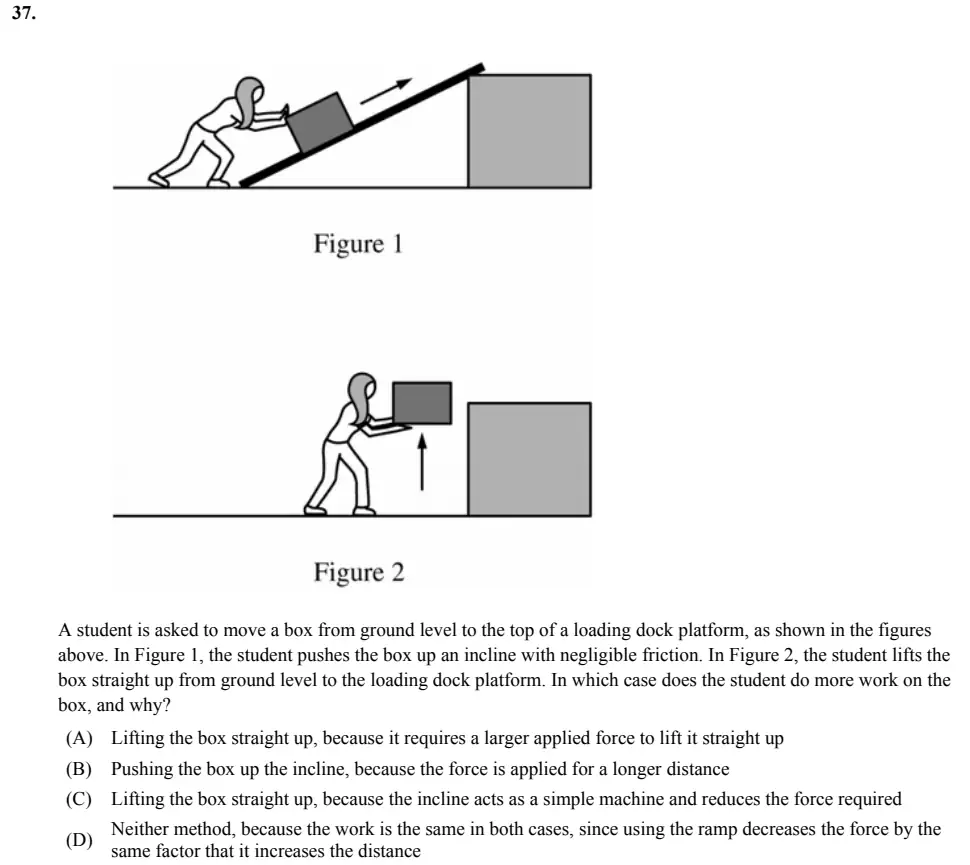 37.
Figure 1
Figure 2
A student is asked to move a box from ground level to the top of a loading dock platform, as shown in the figures
above. In Figure 1, the student pushes the box up an incline with negligible friction. In Figure 2, the student lifts the
box straight up from ground level to the loading dock platform. In which case does the student do more work on the
box, and why?
(A) Lifting the box straight up, because it requires a larger applied force to lift it straight up
(B) Pushing the box up the incline, because the force is applied for a longer distance
(C) Lifting the box straight up, because the incline acts as a simple machine and reduces the force required
(D) Neither method, because the work is the same in both cases, since using the ramp decreases the force by the
same factor that it increases the distance